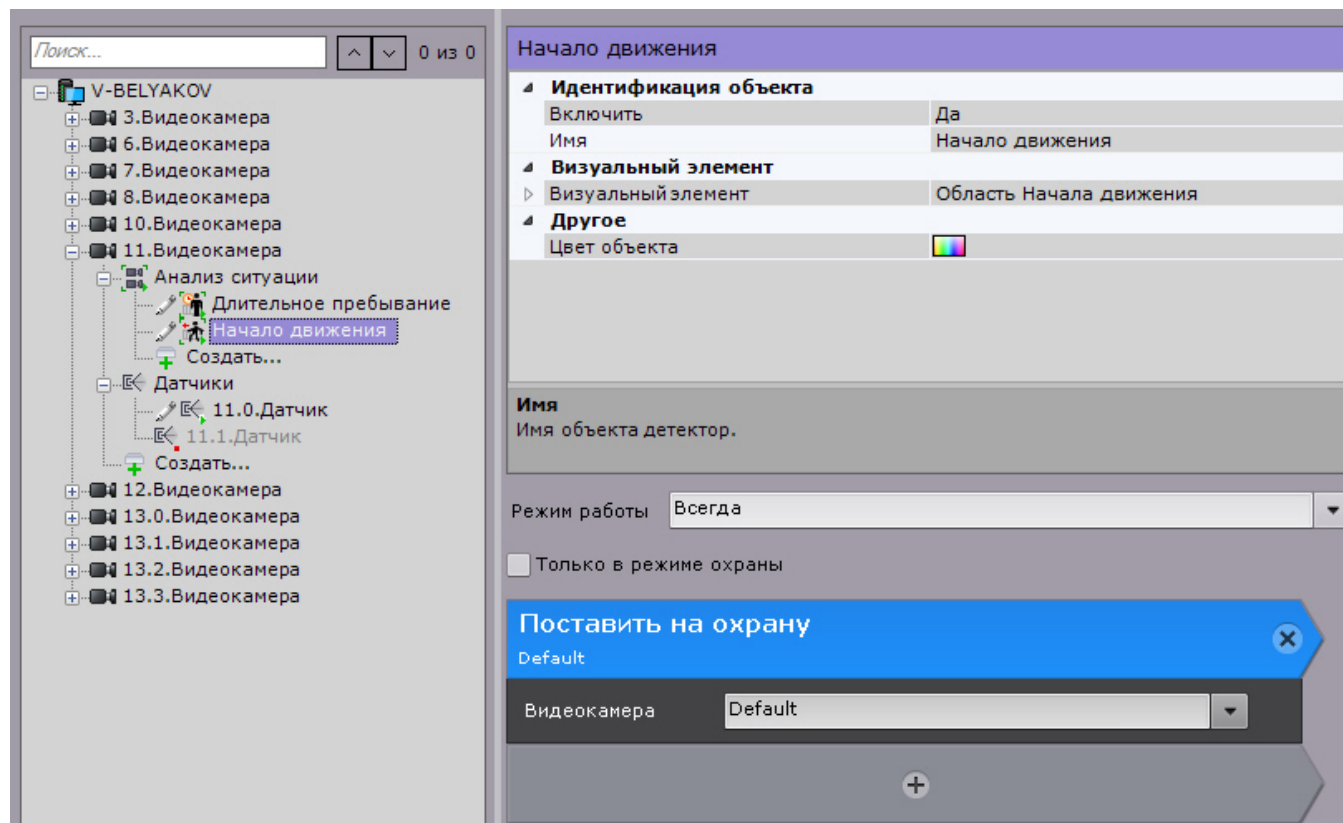 Поиск...
0 из 0
V-BELYAKOV
3.Видеокамера
6.Видеокамера
7.Видеокамера
8.Видеокамера
10.Видеокамера
11.Видеокамера
Анализ ситуации
Длительное пребывание
Начало движения
Создать...
Датчики
11.0.Датчик
11.1.Датчик
Создать...
12.Видеокамера
13.0.Видеокамера
13.1.Видеокамера
13.2.Видеокамера
13.3.Видеокамера
Начало движения
Идентификация объекта
Включить Да
Имя Начало движения
Визуальный элемент
Визуальный элемент Область Начала движения
Другое
Цвет объекта
Имя
Имя объекта детектор.
Режим работы Всегда
Только в режиме охраны
Поставить на охрану
Default
Видеокамера Default